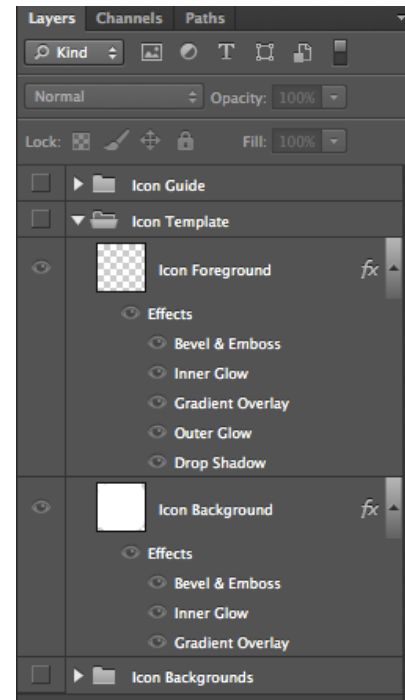 Layers Channels Paths
Kind T
Normal Opacity: 100%
Lock: Fill: 100%
Icon Guide
Icon Template
Icon Foreground fx
Effects
Bevel & Emboss
Inner Glow
Gradient Overlay
Outer Glow
Drop Shadow
Icon Background fx
Effects
Bevel & Emboss
Inner Glow
Gradient Overlay
Icon Backgrounds